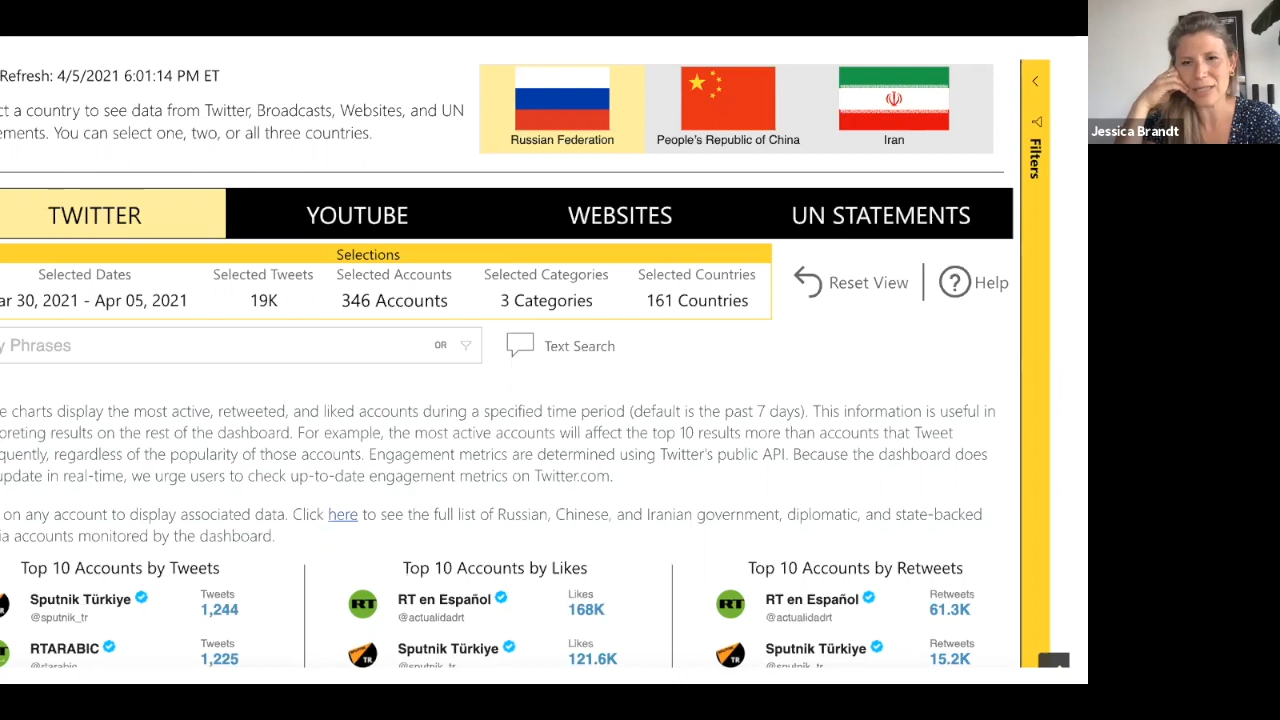 Refresh: 4/5/2021 6:01:14 PM ET
ct a country to see data from Twitter, Broadcasts, Websites, and UN
ements. You can select one, two, or all three countries.
Russian Federation
People's Republic of China
Iran
Filters
Jessica Brandt
TWITTER
YOUTUBE
WEBSITES
UN STATEMENTS
Selections
Selected Dates
Selected Tweets
Selected Accounts
Selected Categories
Selected Countries
ar 30, 2021 - Apr 05, 2021
19K
346 Accounts
3 Categories
161 Countries
Reset View
Help
y Phrases
OR
Text Search
e charts display the most active, retweeted, and liked accounts during a specified time period (default is the past 7 days). This information is useful in
preting results on the rest of the dashboard. For example, the most active accounts will affect the top 10 results more than accounts that Tweet
quently, regardless of the popularity of those accounts. Engagement metrics are determined using Twitter's public API. Because the dashboard does
update in real-time, we urge users to check up-to-date engagement metrics on Twitter.com.
on any account to display associated data. Click here to see the full list of Russian, Chinese, and Iranian government, diplomatic, and state-backed
ia accounts monitored by the dashboard.
Top 10 Accounts by Tweets
Sputnik Türkiye
@sputnik_tr
Tweets
1,244
RTARABIC
@rtarabic
Tweets
1,225
Top 10 Accounts by Likes
RT
RT en Español
@actualidadrt
Likes
168K
TR
Sputnik Türkiye
@sputnik_tr
Likes
121.6K
Top 10 Accounts by Retweets
RT
RT en Español
@actualidadrt
Retweets
61.3K
TR
Sputnik Türkiye
@sputnik_tr
Retweets
15.2K